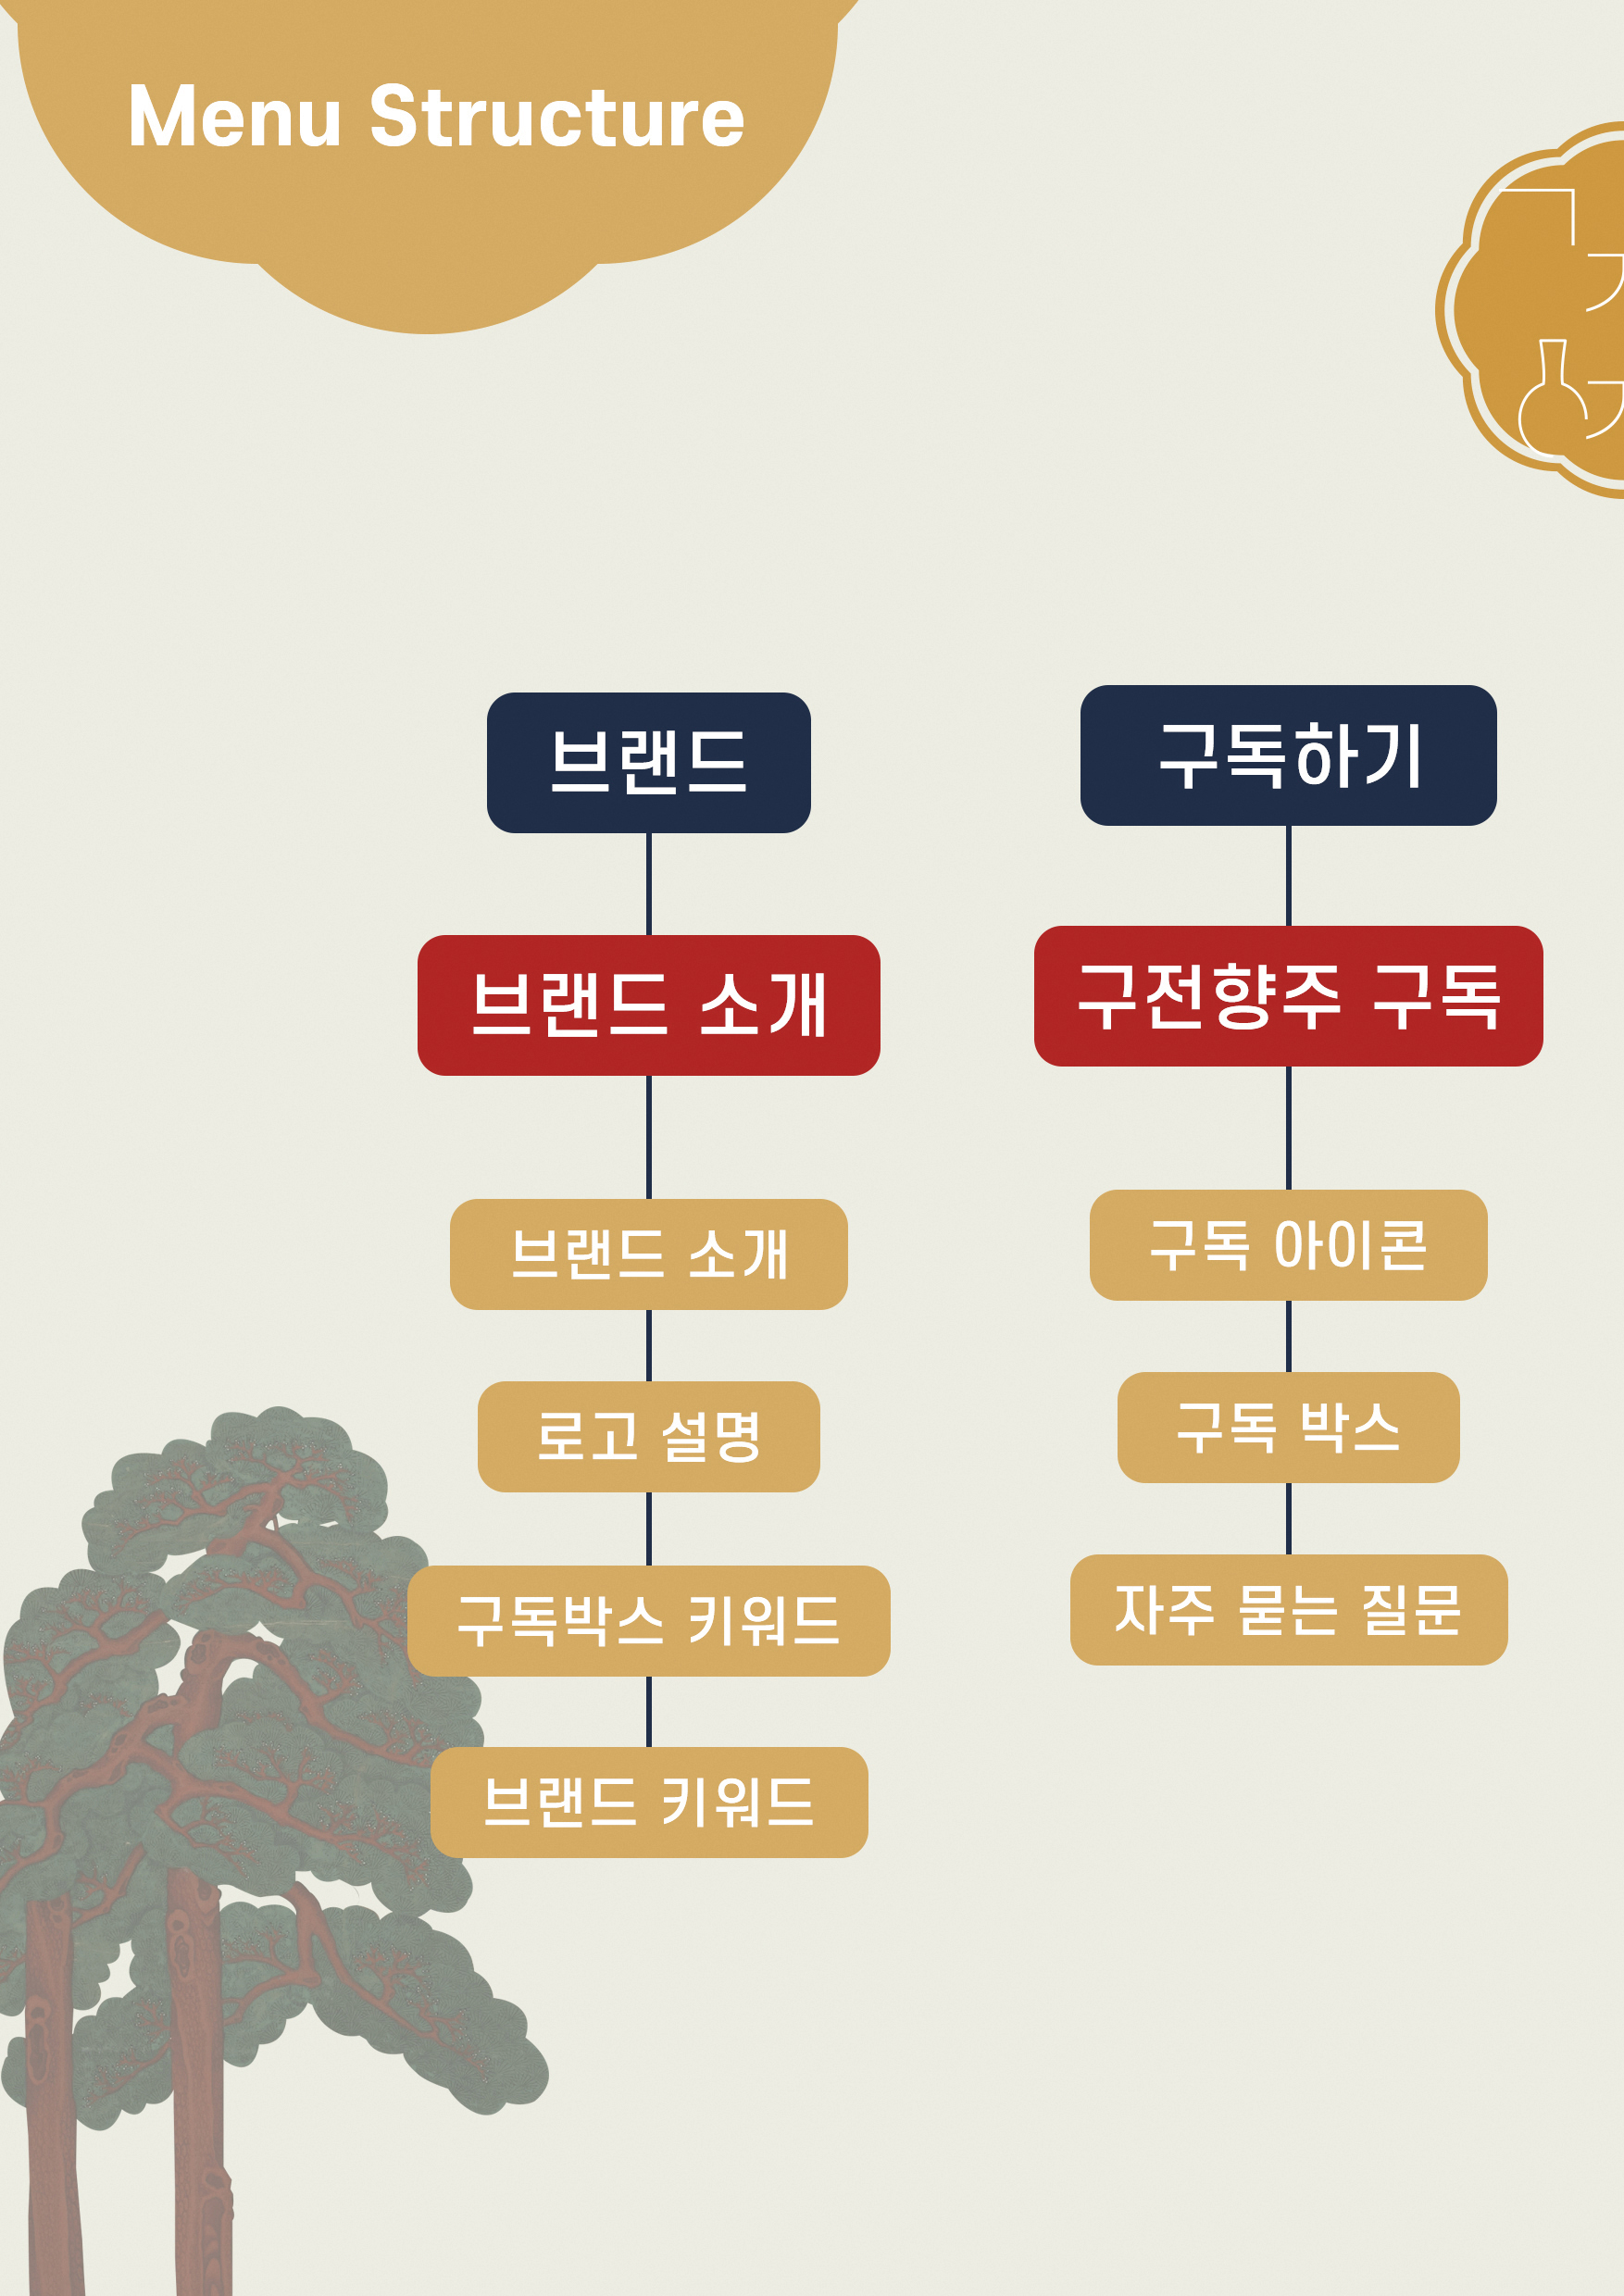 Menu Structure
브랜드
브랜드 소개
브랜드 소개
로고 설명
구독박스 키워드
브랜드 키워드
구독하기
구전향주 구독
구독 아이콘
구독 박스
자주 묻는 질문